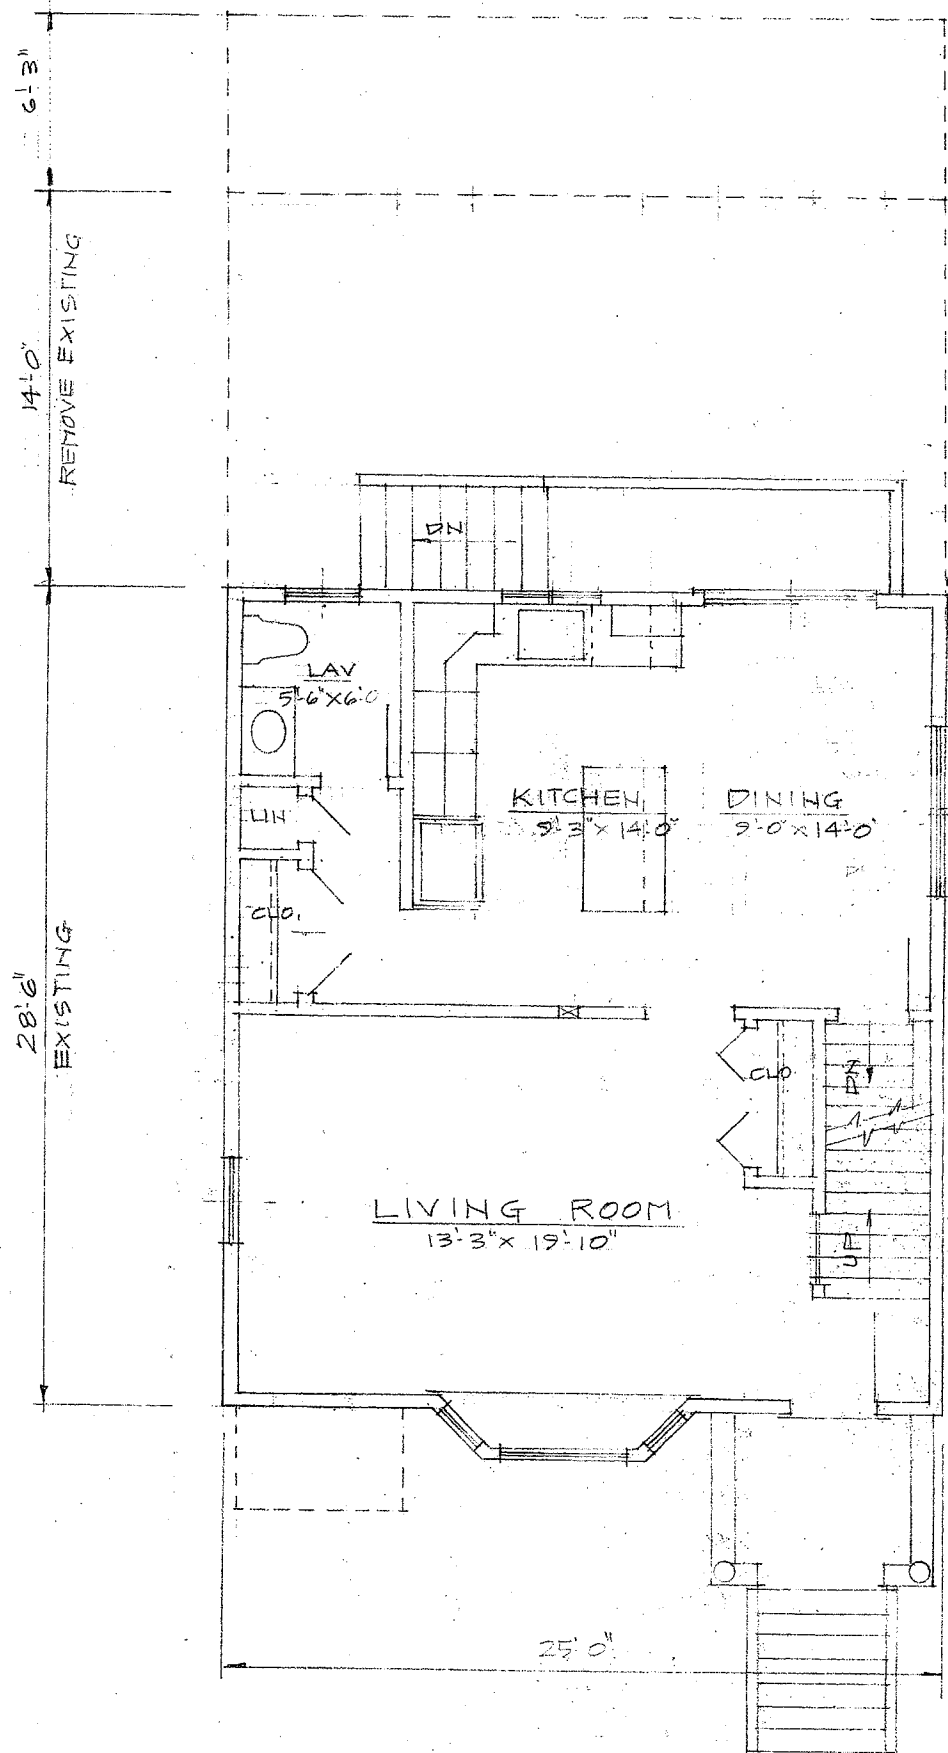 6'-3"
14'-0"
REMOVE EXISTING
DN
LAV
5'-6"X6'-0
KITCHEN
9'-3"X14'-0"
DINING
9'-0"X14'-0"
LIN
CLO.
28'-6"
EXISTING
CLO
DN
LIVING ROOM
13'-3"X 19'-10"
UP
25'-0"